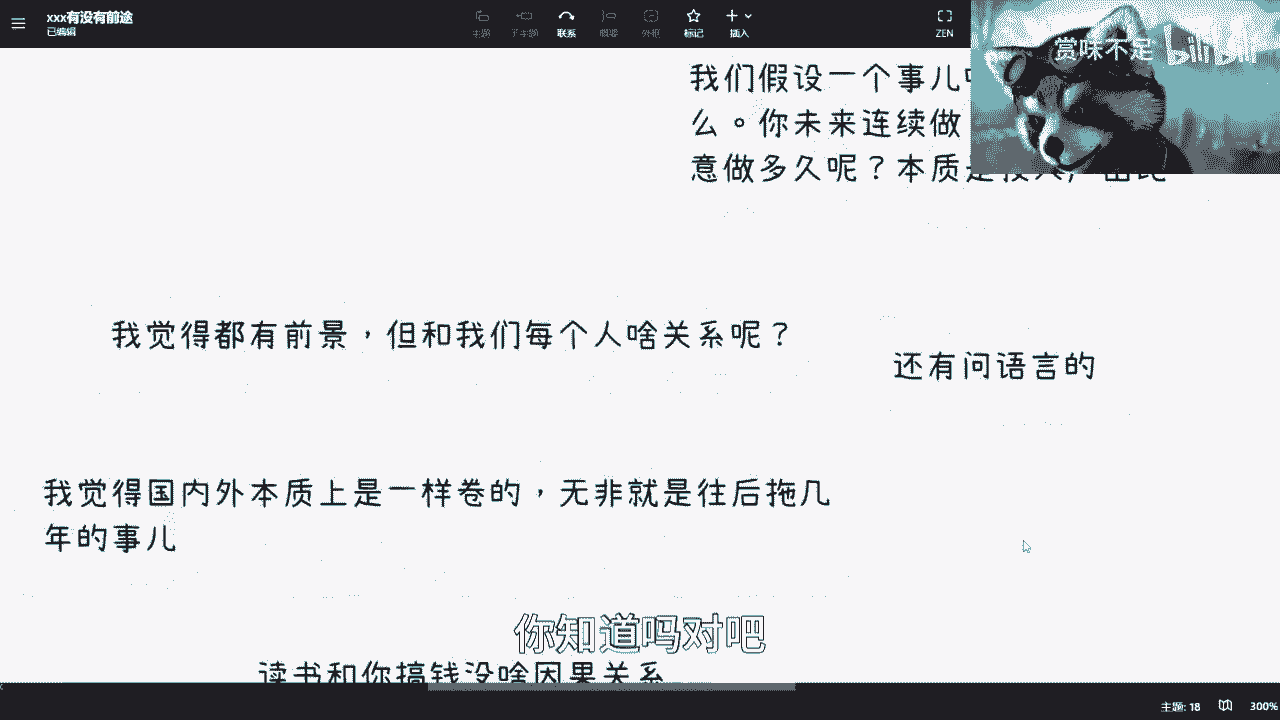 xxx有没有前途
已编辑
主题
子主题
联系
概要
外框
标记
插入
ZEN
赏味不足 bilibili
我们假设一个事儿
么。你未来连续做
意做多久呢？本质是投入
我觉得都有前景，但和我们每个人啥关系呢？
还有问语言的
我觉得国内外本质上是一样卷的，无非就是往后拖几
年的事儿
你知道吗对吧
读书和你搞钱没啥因果关系
主题: 18
300%